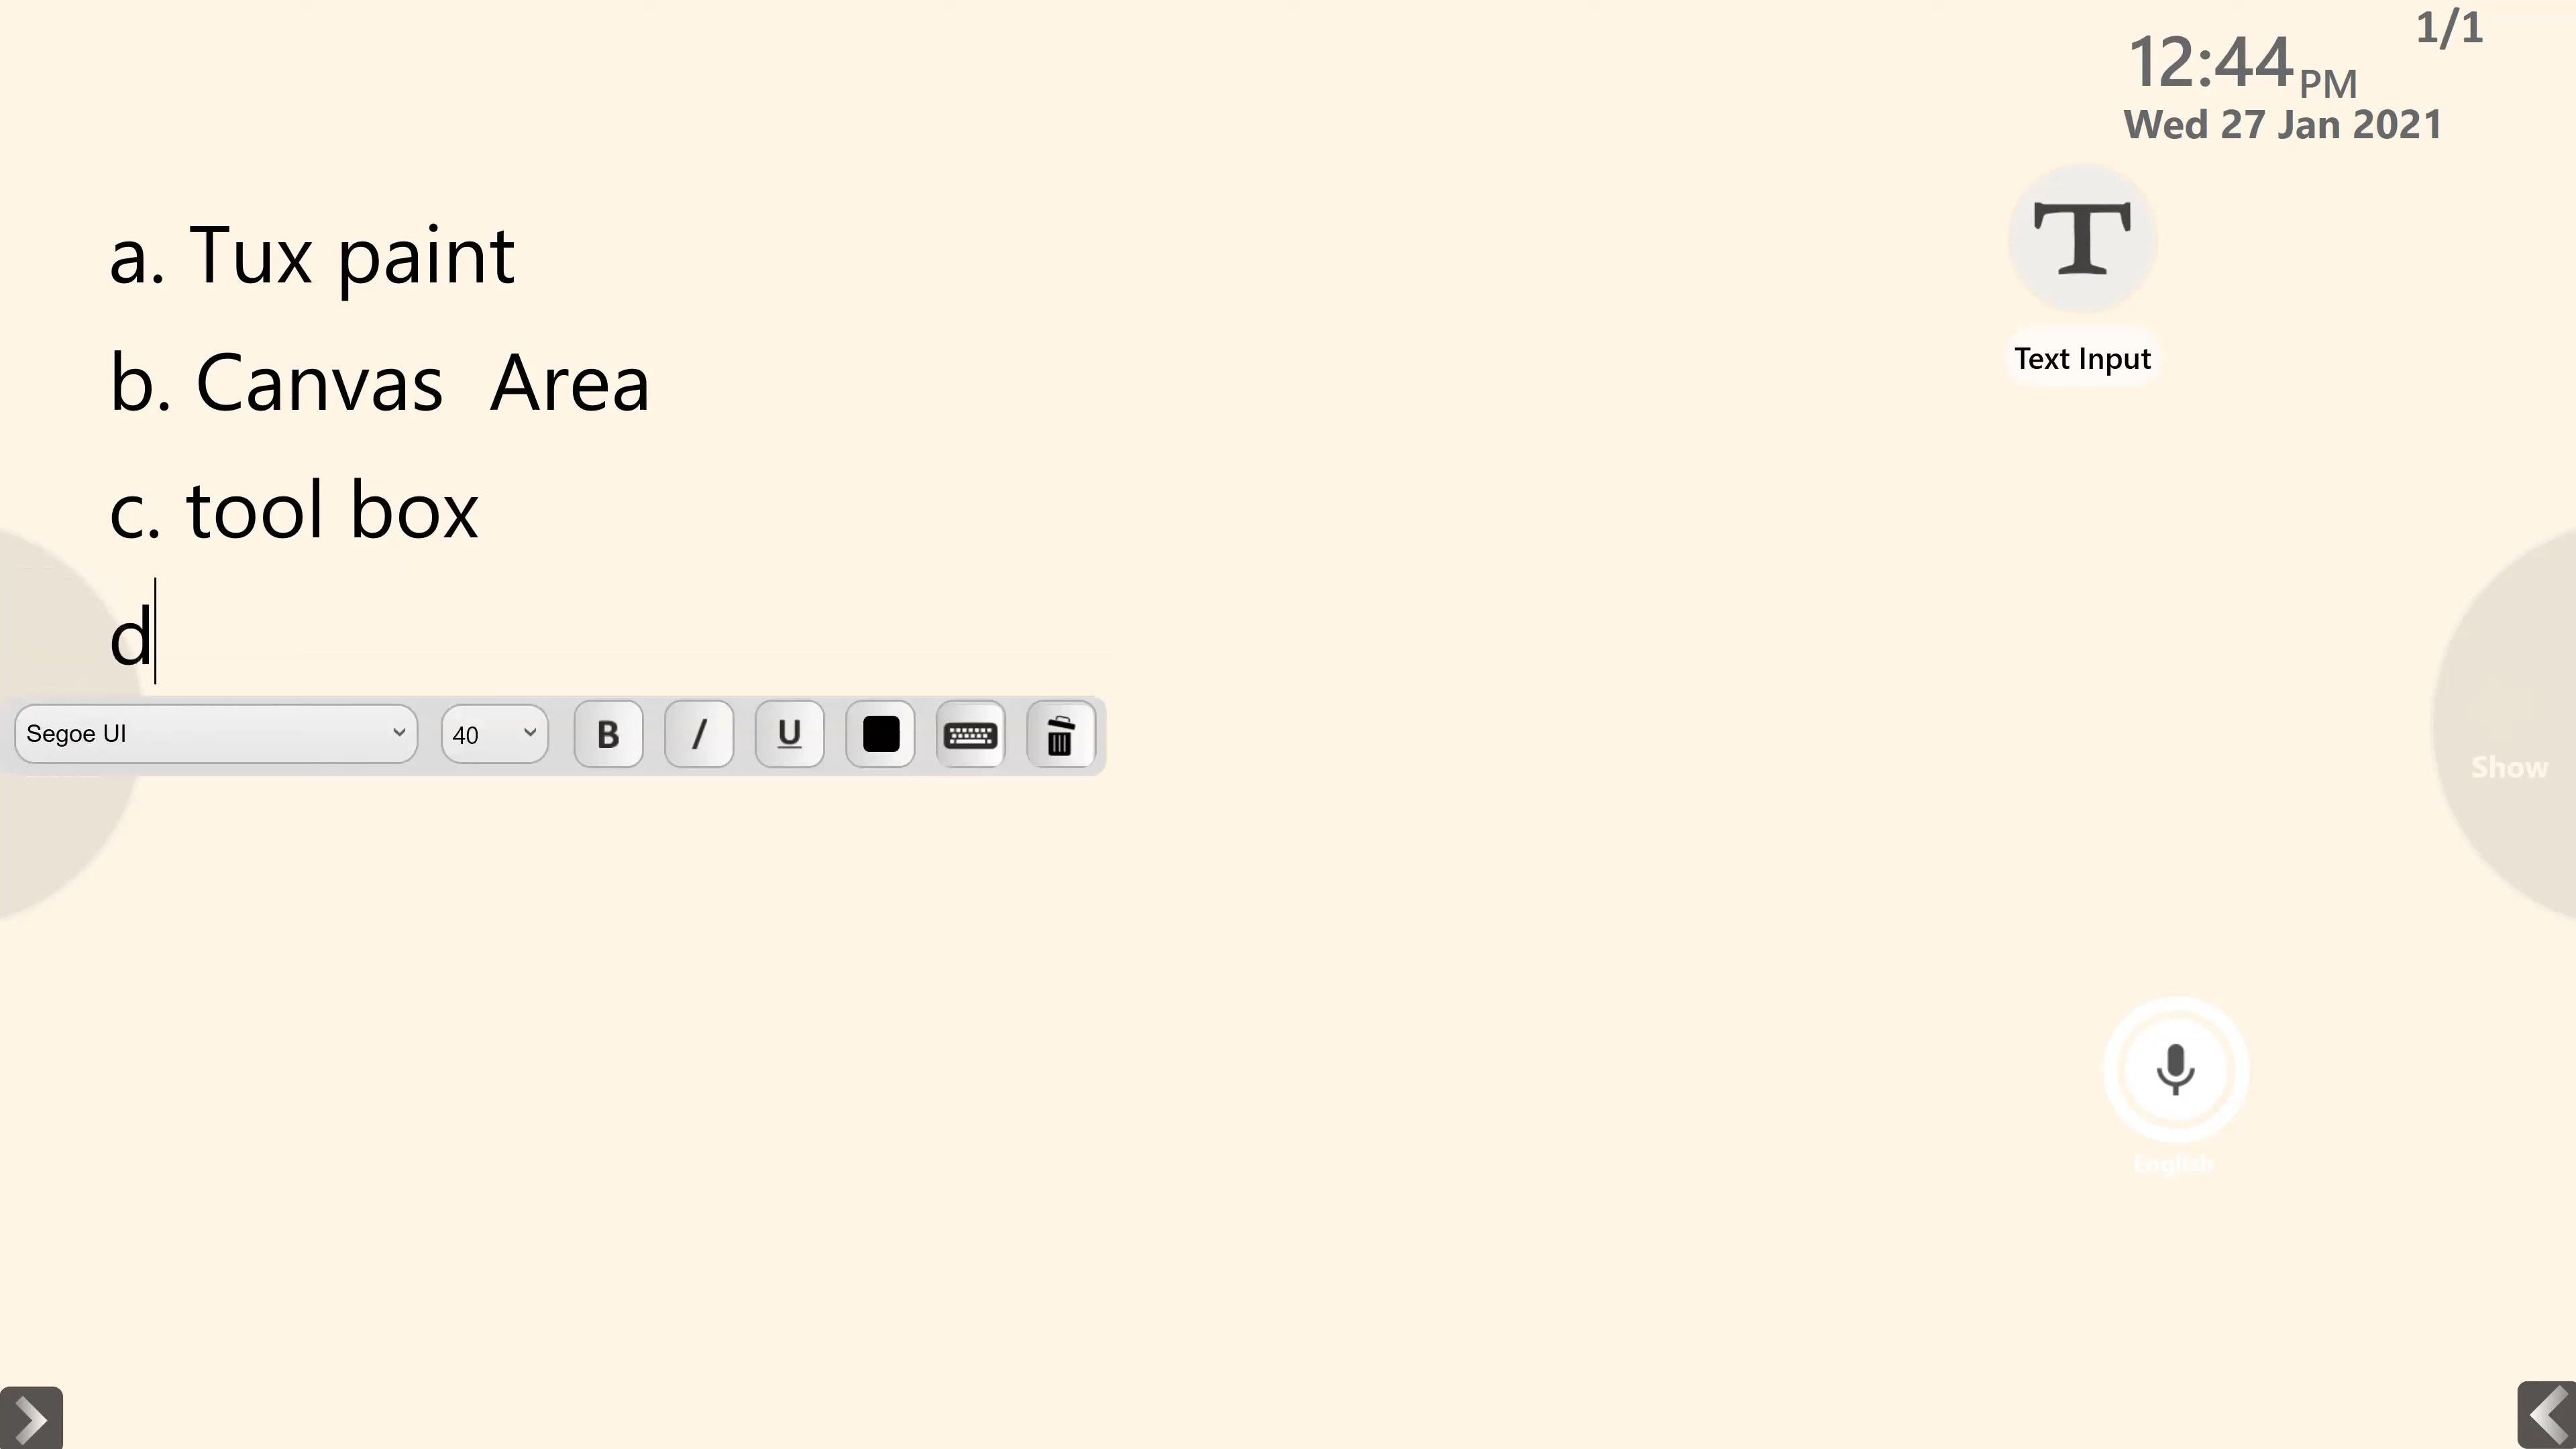 1/1
12:44 PM
Wed 27 Jan 2021
a. Tux paint
Text Input
b. Canvas  Area
c. tool box
d
Segoe UI
40
B
/
U
Show
English